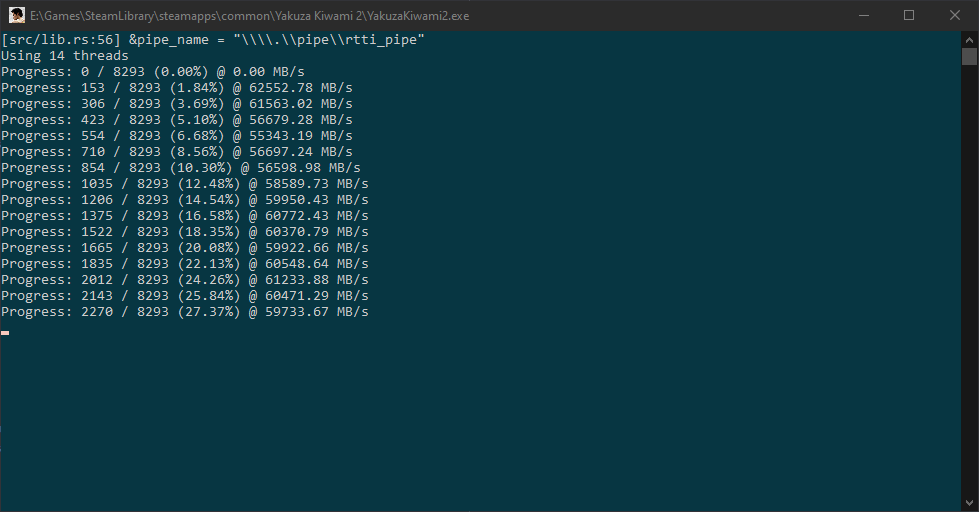 E:\Games\SteamLibrary\steamapps\common\Yakuza Kiwami 2\YakuzaKiwami2.exe
[src/lib.rs:56] &pipe_name = "\\\\.\\pipe\\rtti_pipe"
Using 14 threads
Progress: 0 / 8293 (0.00%) @ 0.00 MB/s
Progress: 153 / 8293 (1.84%) @ 62552.78 MB/s
Progress: 306 / 8293 (3.69%) @ 61563.02 MB/s
Progress: 423 / 8293 (5.10%) @ 56679.28 MB/s
Progress: 554 / 8293 (6.68%) @ 55343.19 MB/s
Progress: 710 / 8293 (8.56%) @ 56697.24 MB/s
Progress: 854 / 8293 (10.30%) @ 56598.98 MB/s
Progress: 1035 / 8293 (12.48%) @ 58589.73 MB/s
Progress: 1206 / 8293 (14.54%) @ 59950.43 MB/s
Progress: 1375 / 8293 (16.58%) @ 60772.43 MB/s
Progress: 1522 / 8293 (18.35%) @ 60370.79 MB/s
Progress: 1665 / 8293 (20.08%) @ 59922.66 MB/s
Progress: 1835 / 8293 (22.13%) @ 60548.64 MB/s
Progress: 2012 / 8293 (24.26%) @ 61233.88 MB/s
Progress: 2143 / 8293 (25.84%) @ 60471.29 MB/s
Progress: 2270 / 8293 (27.37%) @ 59733.67 MB/s